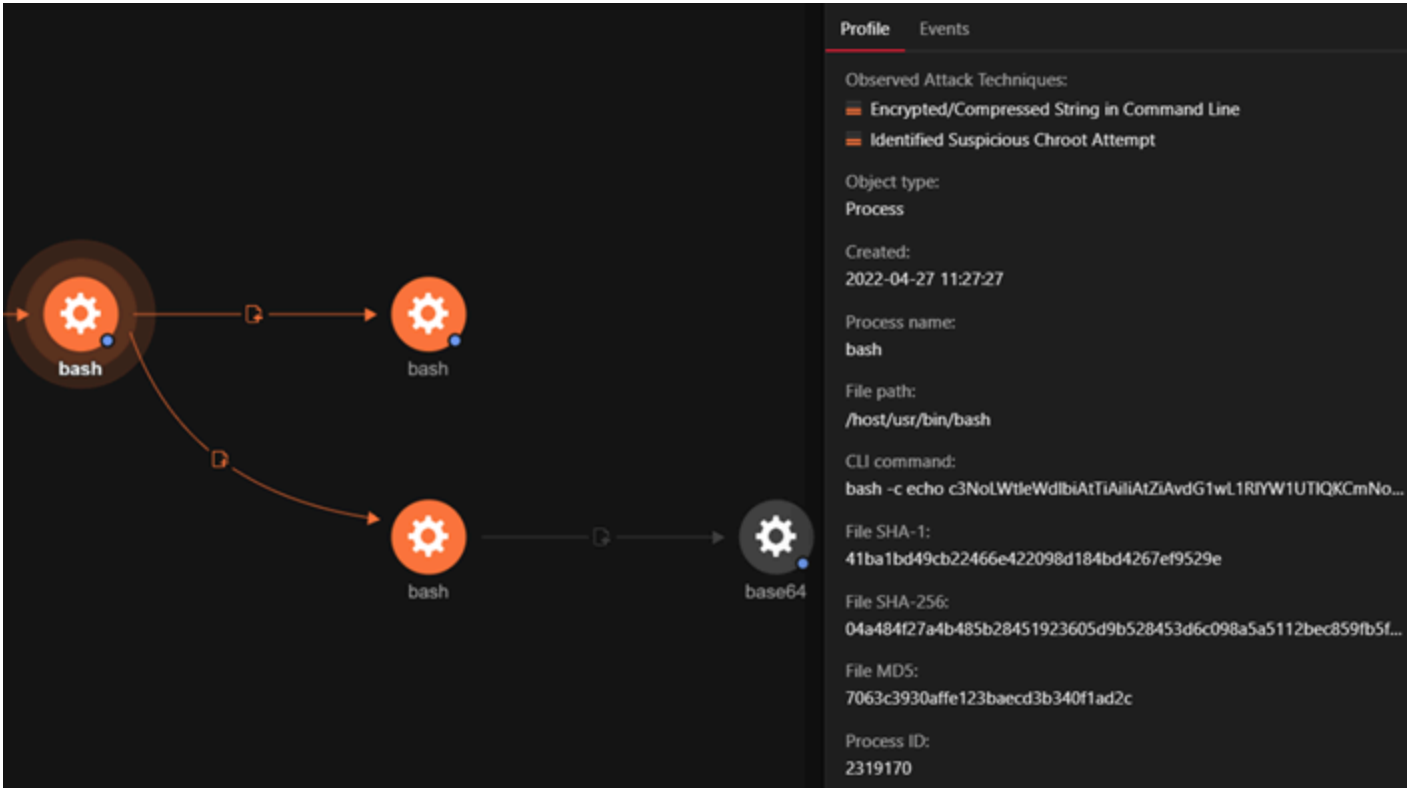 Profile Events
Observed Attack Techniques:
Encrypted/Compressed String in Command Line
Identified Suspicious Chroot Attempt
Object type:
Process
Created:
2022-04-27 11:27:27
Process name:
bash
File path:
/host/usr/bin/bash
CLI command:
bash -c echo
File SHA-1:
41ba1bd49cb22466e422098d184bd4267ef9529e
File SHA-256:
04a484f27a4b485b28451923605d9b528453d6c098a5a5112bec859fb5f...
File MD5:
7063c3930affe123baecd3b340f1ad2c
Process ID:
2319170
bash
bash
bash
base64